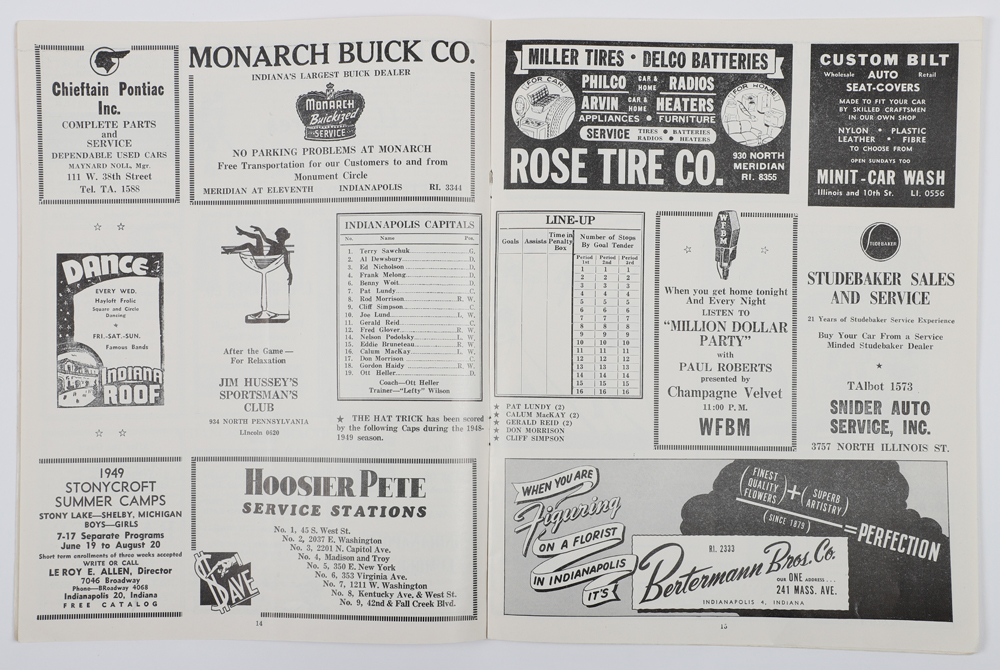 Chieftain Pontiac
Inc.
COMPLETE PARTS
and
SERVICE
DEPENDABLE USED CARS
MAYNARD NOLL, Mgr.
111 W. 38th Street
Tel. TA. 1588
MONARCH BUICK CO.
INDIANA'S LARGEST BUICK DEALER
MONARCH
Buickized
SERVICE
NO PARKING PROBLEMS AT MONARCH
Free Transportation for our Customers to and from
Monument Circle
MERIDIAN AT ELEVENTH INDIANAPOLIS RI. 3344
DANCE
EVERY WED.
Hayloft Frolic
Square and Circle
Dancing
FRI.-SAT.-SUN.
Famous Bands
INDIANA
ROOF
After the Game—
For Relaxation
JIM HUSSEY'S
SPORTSMAN'S
CLUB
934 NORTH PENNSYLVANIA
Lincoln 0620
INDIANAPOLIS CAPITALS
No. Name Pos.
1. Terry Sawchuk G.
2. Al Dewsbury D.
3. Ed Nicholson D.
4. Frank Melong D.
6. Benny Woit D.
7. Pat Lundy C.
8. Rod Morrison R. W.
9. Cliff Simpson C.
10. Joe Lund L. W.
11. Gerald Reid C.
12. Fred Glover R. W.
14. Nelson Podolsky L. W.
15. Eddie Bruneteau R. W.
16. Calum MacKay L. W.
17. Don Morrison C.
18. Gordon Haidy R. W.
19. Ott Heller D.
Coach—Ott Heller
Trainer—"Lefty" Wilson
★ THE HAT TRICK has been scored
by the following Caps during the 1948-
1949 season.
1949
STONYCROFT
SUMMER CAMPS
STONY LAKE—SHELBY, MICHIGAN
BOYS—GIRLS
7-17 Separate Programs
June 19 to August 20
Short term enrollments of three weeks accepted
WRITE OR CALL
LE ROY E. ALLEN, Director
7046 Broadway
Phone—BRoadway 4068
Indianapolis 20, Indiana
FREE CATALOG
HOOSIER PETE
SERVICE STATIONS
No. 1, 45 S. West St.
No. 2, 2037 E. Washington
No. 3, 2201 N. Capitol Ave.
No. 4, Madison and Troy
No. 5, 350 E. New York
No. 6, 353 Virginia Ave.
No. 7, 1211 W. Washington
No. 8, Kentucky Ave, & West St.
No. 9, 42nd & Fall Creek Blvd.
14
MILLER TIRES • DELCO BATTERIES
FOR CAR
PHILCO CAR & HOME RADIOS
ARVIN CAR & HOME HEATERS
APPLIANCES • FURNITURE
SERVICE TIRES • BATTERIES
RADIOS • HEATERS
FOR HOME
ROSE TIRE CO.
930 NORTH
MERIDIAN
RI. 8355
CUSTOM BILT
Wholesale AUTO Retail
SEAT-COVERS
MADE TO FIT YOUR CAR
BY SKILLED CRAFTSMEN
IN OUR OWN SHOP
NYLON • PLASTIC
LEATHER • FIBRE
TO CHOOSE FROM
OPEN SUNDAYS TOO
MINIT-CAR WASH
Illinois and 10th St. LI. 0556
LINE-UP
Goals Assists Time in Penalty Box
Number of Stops
By Goal Tender
Period 1st Period 2nd Period 3rd
1 1 1
2 2 2
3 3 3
4 4 4
5 5 5
6 6 6
7 7 7
8 8 8
9 9 9
10 10 10
11 11 11
12 12 12
13 13 13
14 14 14
15 15 15
16 16 16
★ PAT LUNDY (2)
★ CALUM MacKAY (2)
★ GERALD REID (2)
★ DON MORRISON
★ CLIFF SIMPSON
WFBM
When you get home tonight
And Every Night
LISTEN TO
"MILLION DOLLAR
PARTY"
with
PAUL ROBERTS
presented by
Champagne Velvet
11:00 P. M.
WFBM
STUDEBAKER
STUDEBAKER SALES
AND SERVICE
21 Years of Studebaker Service Experience
Buy Your Car From a Service
Minded Studebaker Dealer
★
TAlbot 1573
SNIDER AUTO
SERVICE, INC.
3757 NORTH ILLINOIS ST.
WHEN YOU ARE
Figuring
ON A FLORIST
IN INDIANAPOLIS
IT'S
(FINEST QUALITY FLOWERS) + (SUPERB ARTISTRY)
(SINCE 1879)
= PERFECTION
RI. 2333
Bertermann Bros. Co.
OUR ONE ADDRESS...
241 MASS. AVE.
INDIANAPOLIS 4, INDIANA
15